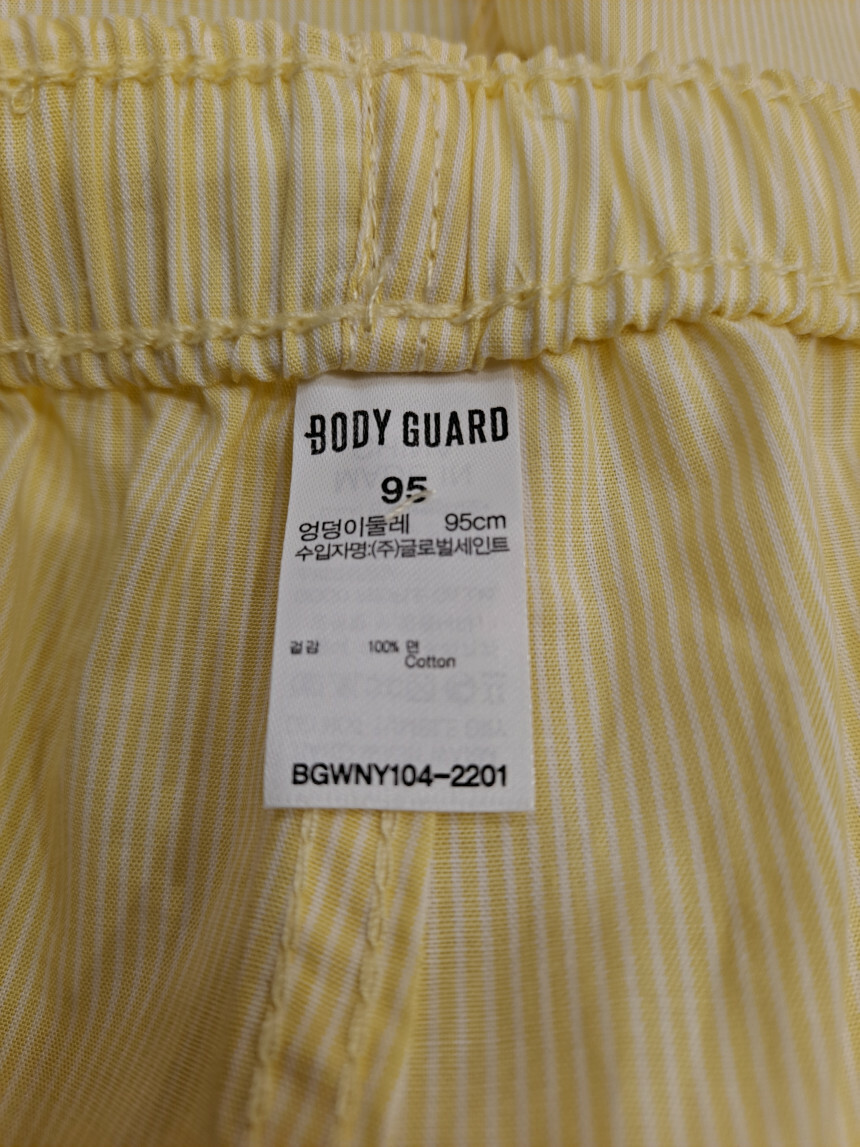 BODY GUARD
95
엉덩이둘레 95cm
수입자명:(주)글로벌세인트
겉감 100% 면
Cotton
BGWNY104-2201